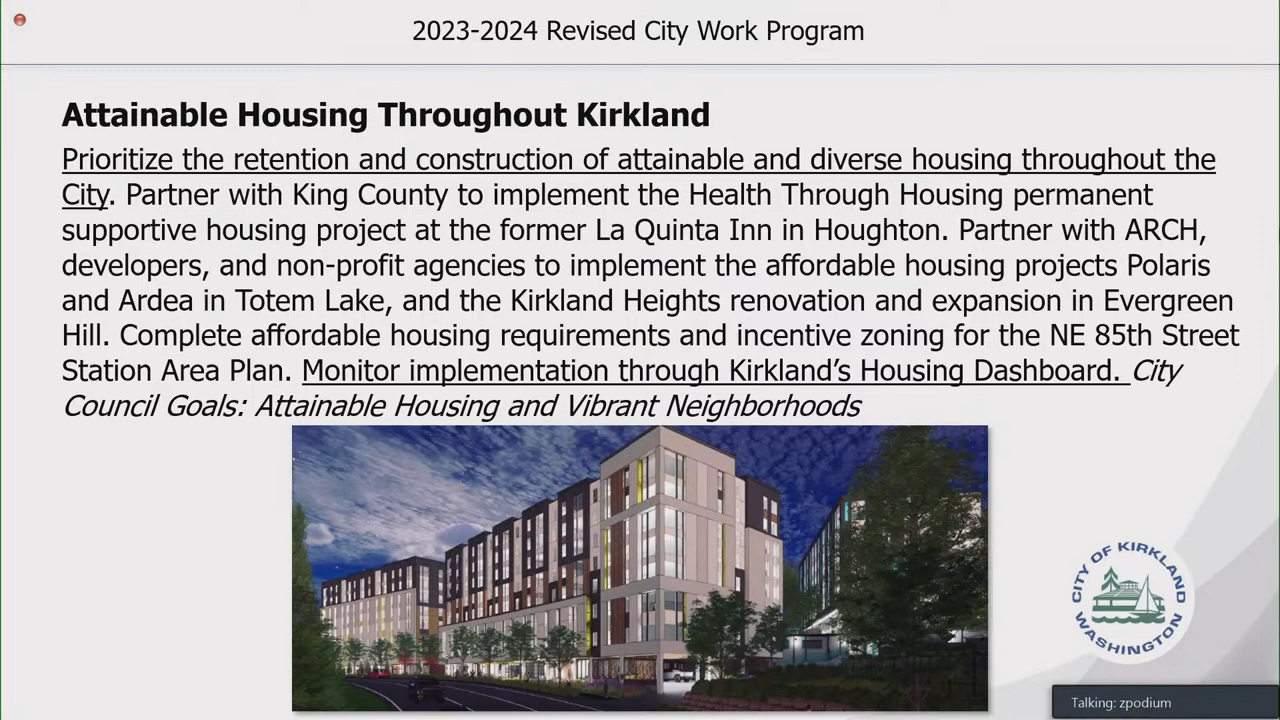 2023-2024 Revised City Work Program
Attainable Housing Throughout Kirkland
Prioritize the retention and construction of attainable and diverse housing throughout the
City. Partner with King County to implement the Health Through Housing permanent
supportive housing project at the former La Quinta Inn in Houghton. Partner with ARCH,
developers, and non-profit agencies to implement the affordable housing projects Polaris
and Ardea in Totem Lake, and the Kirkland Heights renovation and expansion in Evergreen
Hill. Complete affordable housing requirements and incentive zoning for the NE 85th Street
Station Area Plan. Monitor implementation through Kirkland’s Housing Dashboard. City
Council Goals: Attainable Housing and Vibrant Neighborhoods
CITY OF KIRKLAND
WASHINGTON
Talking: zpodium